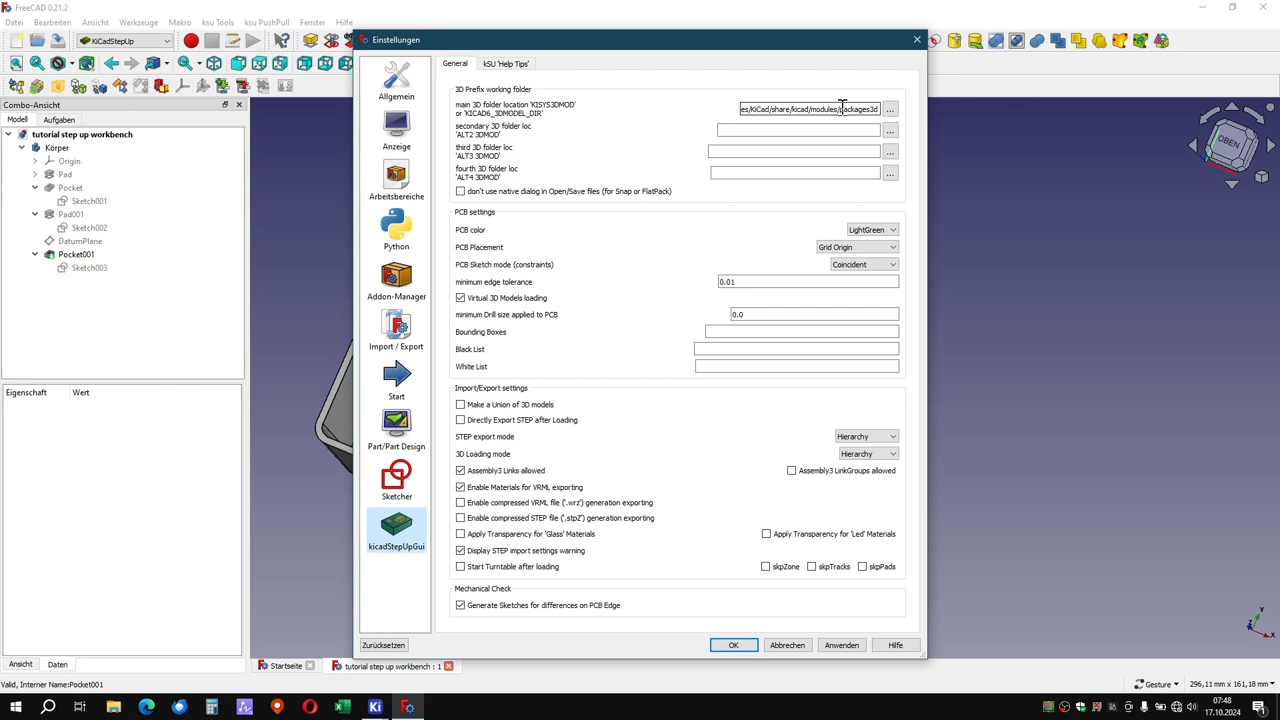 FreeCAD 0.21.2
Datei Bearbeiten Ansicht Werkzeuge Makro ksu Tools ksu PushPull Fenster Hilfe
KiCadStepUp
Einstellungen
Combo-Ansicht
Modell Aufgaben
tutorial step up workbench
Körper
Origin
Pad
Pocket
Sketch001
Pad001
Sketch002
DatumPlane
Pocket001
Sketch003
Eigenschaft Wert
Ansicht Daten
Allgemein
Anzeige
Arbeitsbereiche
Python
Addon-Manager
Import / Export
Start
Part/Part Design
Sketcher
kicadStepUpGui
General kSU 'Help Tips'
3D Prefix working folder
main 3D folder location 'KISYS3DMOD'
or 'KICAD6_3DMODEL_DIR'
es/KiCad/share/kicad/modules/packages3d
...
secondary 3D folder loc
'ALT2 3DMOD'
...
third 3D folder loc
'ALT3 3DMOD'
...
fourth 3D folder loc
'ALT4 3DMOD'
...
don't use native dialog in Open/Save files (for Snap or FlatPack)
PCB settings
PCB color LightGreen
PCB Placement Grid Origin
PCB Sketch mode (constraints) Coincident
minimum edge tolerance 0.01
Virtual 3D Models loading
minimum Drill size applied to PCB 0.0
Bounding Boxes
Black List
White List
Import/Export settings
Make a Union of 3D models
Directly Export STEP after Loading
STEP export mode Hierarchy
3D Loading mode Hierarchy
Assembly3 Links allowed Assembly3 LinkGroups allowed
Enable Materials for VRML exporting
Enable compressed VRML file ('.wrz') generation exporting
Enable compressed STEP file ('.stpZ') generation exporting
Apply Transparency for 'Glass' Materials Apply Transparency for 'Led' Materials
Display STEP import settings warning
Start Turntable after loading skpZone skpTracks skpPads
Mechanical Check
Generate Sketches for differences on PCB Edge
Zurücksetzen OK Abbrechen Anwenden Hilfe
OBEN
Startseite tutorial step up workbench : 1
Valid, Internal Name:Pocket001
Gesture 296,11 mm x 161,18 mm
07:48
17.10.2024